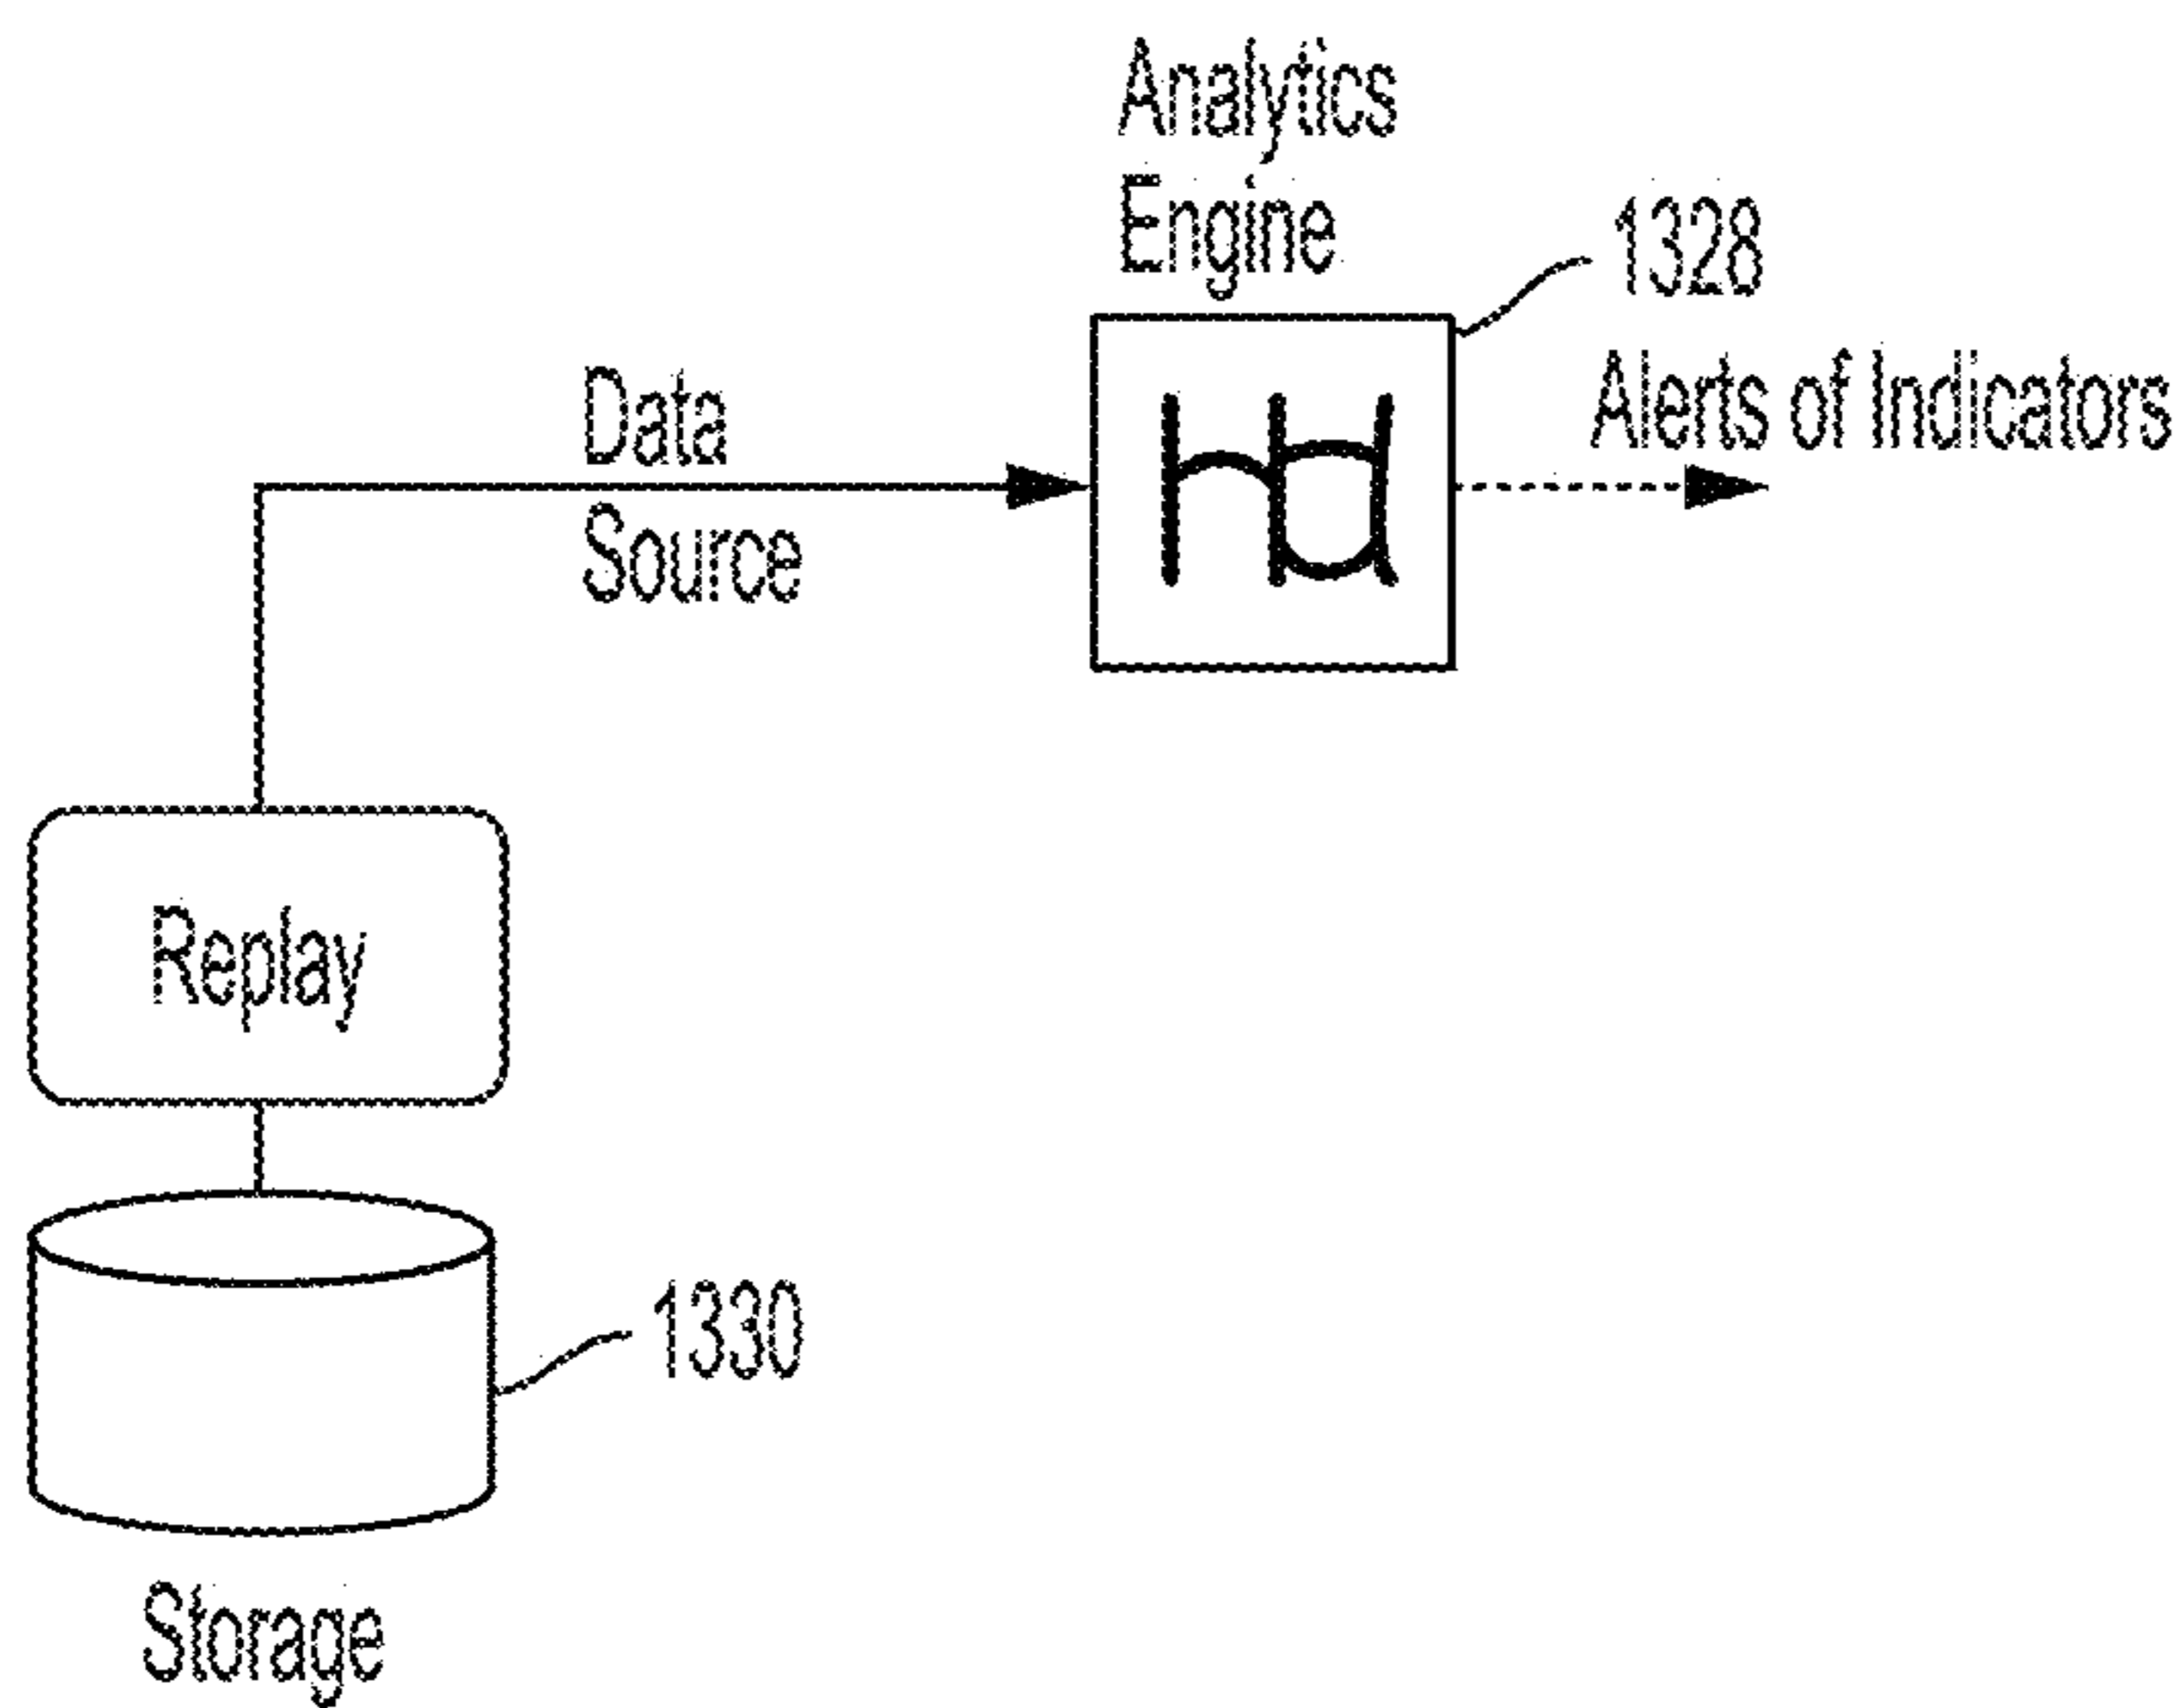 Analytics
Engine
1328
Data
Source
Alerts of Indicators
Replay
1330
Storage